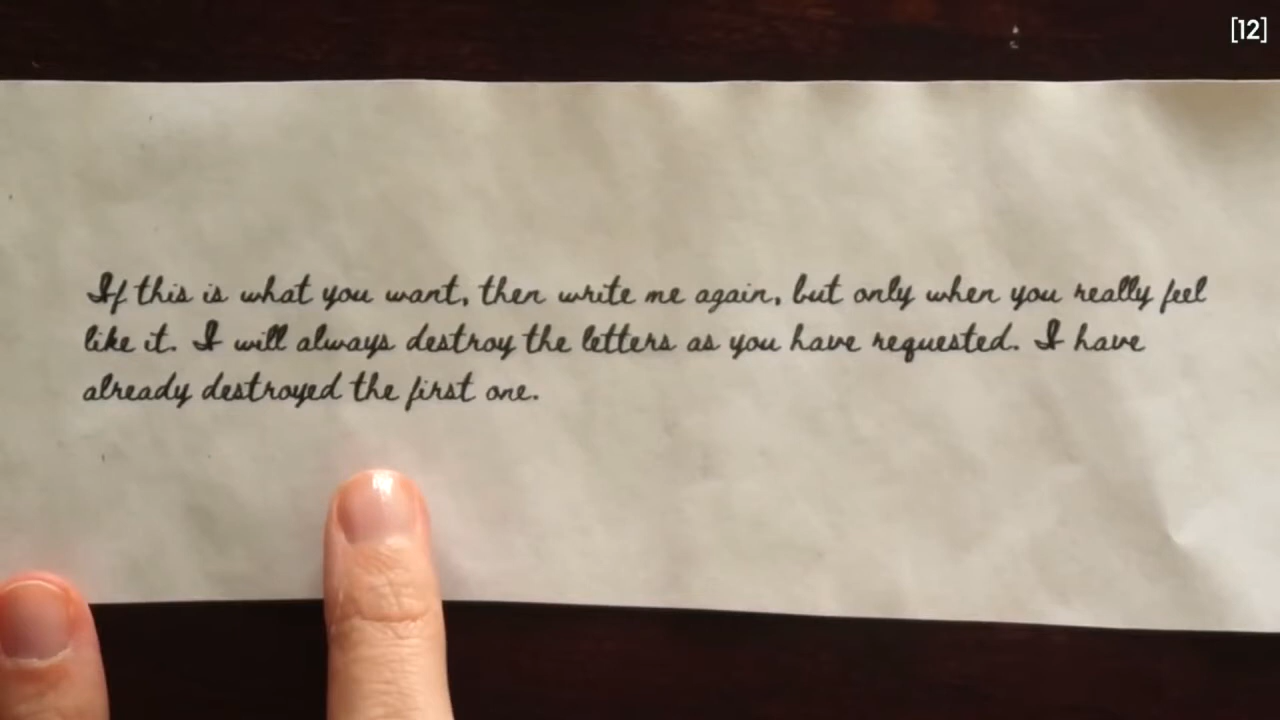 [12]
If this is what you want, then write me again, but only when you really feel
like it. I will always destroy the letters as you have requested. I have
already destroyed the first one.